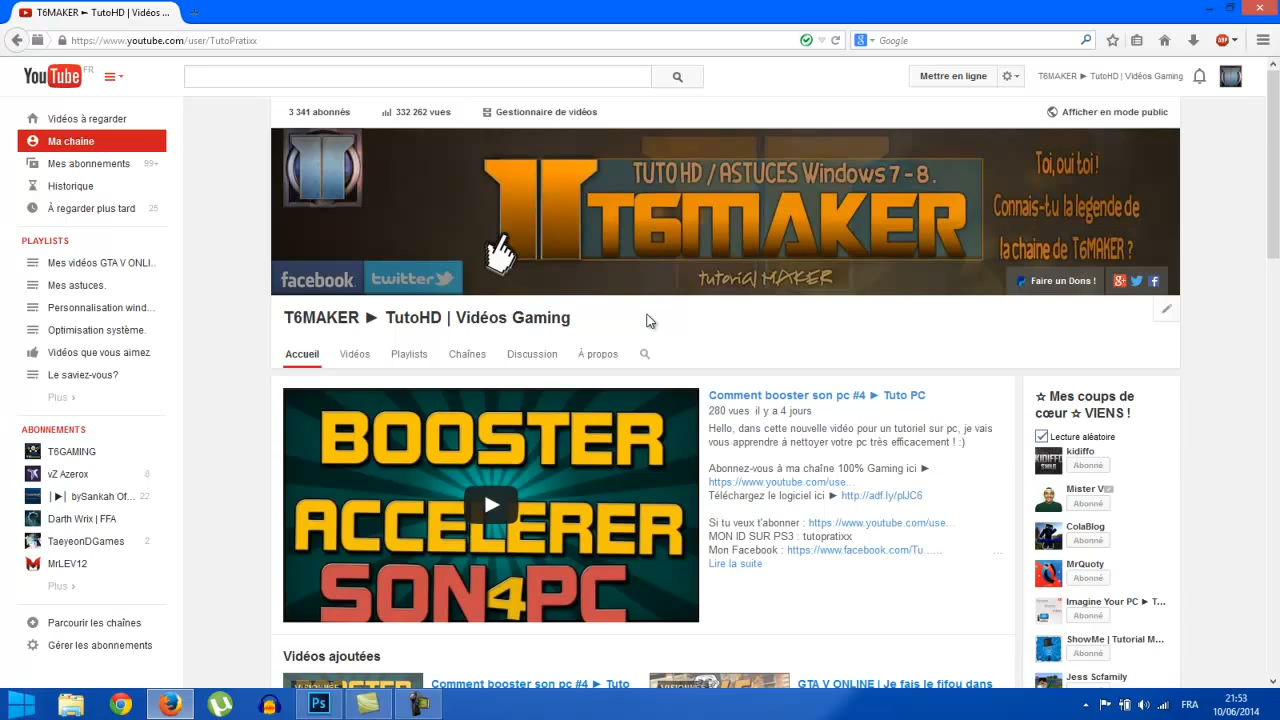 T6MAKER ► TutoHD | Vidéos ...
https://www.youtube.com/user/TutoPratixx
Google
YouTube FR
Mettre en ligne
T6MAKER ► TutoHD | Vidéos Gaming
3 341 abonnés
332 262 vues
Gestionnaire de vidéos
Afficher en mode public
Vidéos à regarder
Ma chaîne
Mes abonnements 99+
Historique
À regarder plus tard 25
PLAYLISTS
Mes vidéos GTA V ONLI...
Mes astuces.
Personnalisation wind...
Optimisation système.
Vidéos que vous aimez
Le saviez-vous?
Plus ›
ABONNEMENTS
T6GAMING
vZ Azerox 8
│►│ bySankah Of... 22
Darth Wrix | FFA
TaeyeonDGames 2
MrLEV12
Plus ›
Parcourir les chaînes
Gérer les abonnements
TUTO HD / ASTUCES Windows 7 - 8 .
T6MAKER
tutorial MAKER
Toi, oui toi !
Connais-tu la legende de
la chaine de T6MAKER ?
facebook
twitter
Faire un Dons !
T6MAKER ► TutoHD | Vidéos Gaming
Accueil
Vidéos
Playlists
Chaînes
Discussion
À propos
BOOSTER
ACCELERER
SON4PC
Comment booster son pc #4 ► Tuto PC
280 vues il y a 4 jours
Hello, dans cette nouvelle vidéo pour un tutoriel sur pc, je vais
vous apprendre à nettoyer votre pc très efficacement ! :)
Abonnez-vous à ma chaîne 100% Gaming ici ►
https://www.youtube.com/use...
Téléchargez le logiciel ici ► http://adf.ly/plJC6
Si tu veux t'abonner : https://www.youtube.com/use...
MON ID SUR PS3 : tutopratixx
Mon Facebook : https://www.facebook.com/Tu...... ...
Lire la suite
☆ Mes coups de
cœur ☆ VIENS !
Lecture aléatoire
kidiffo
Abonné
Mister V
Abonné
ColaBlog
Abonné
MrQuoty
Abonné
Imagine Your PC ► T...
Abonné
ShowMe | Tutorial M...
Abonné
Jess Scfamily
Vidéos ajoutées
Comment booster son pc #4 ► Tuto
GTA V ONLINE | Je fais le fifou dans
Ps
FRA
21:53
10/06/2014